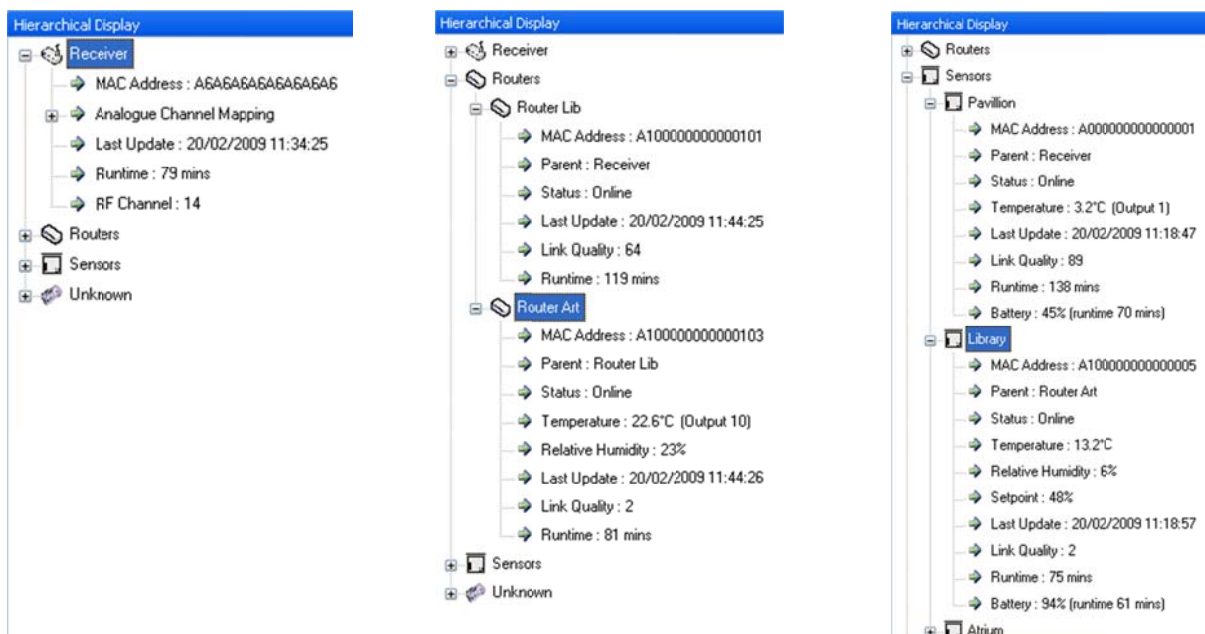 Hierarchical Display
Receiver
MAC Address : A6A6A6A6A6A6A6A6
Analogue Channel Mapping
Last Update : 20/02/2009 11:34:25
Runtime : 79 mins
RF Channel : 14
Routers
Sensors
Unknown
Hierarchical Display
Receiver
Routers
Router Lib
MAC Address : A100000000000101
Parent : Receiver
Status : Online
Last Update : 20/02/2009 11:44:25
Link Quality : 64
Runtime : 119 mins
Router Art
MAC Address : A100000000000103
Parent : Router Lib
Status : Online
Temperature : 22.6°C (Output 10)
Relative Humidity : 23%
Last Update : 20/02/2009 11:44:26
Link Quality : 2
Runtime : 81 mins
Sensors
Unknown
Hierarchical Display
Routers
Sensors
Pavillion
MAC Address : A000000000000001
Parent : Receiver
Status : Online
Temperature : 3.2°C (Output 1)
Last Update : 20/02/2009 11:18:47
Link Quality : 89
Runtime : 138 mins
Battery : 45% (runtime 70 mins)
Library
MAC Address : A100000000000005
Parent : Router Art
Status : Online
Temperature : 13.2°C
Relative Humidity : 6%
Setpoint : 48%
Last Update : 20/02/2009 11:18:57
Link Quality : 2
Runtime : 75 mins
Battery : 94% (runtime 61 mins)
Atrium